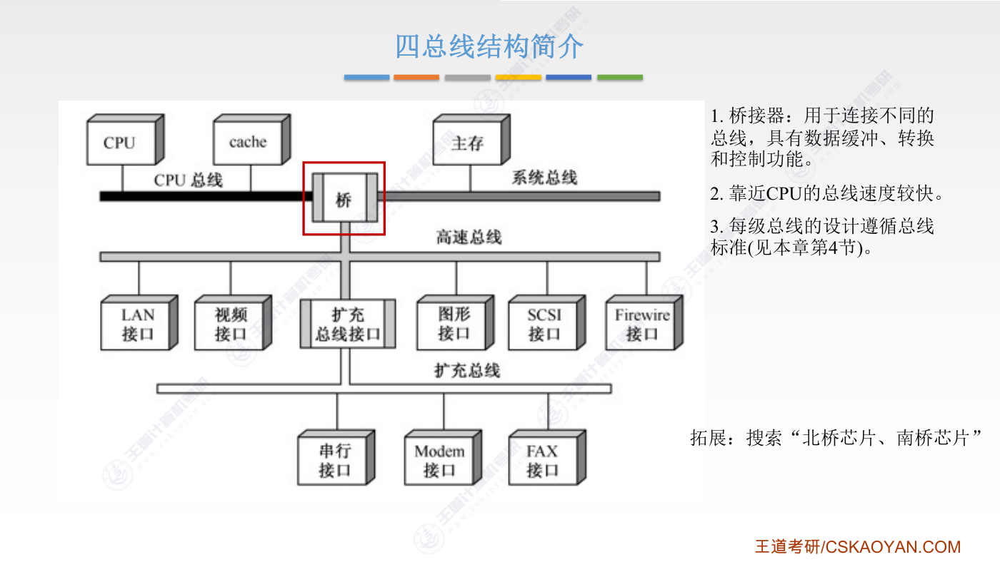 四总线结构简介
CPU
cache
主存
CPU 总线
系统总线
桥
高速总线
LAN
接口
视频
接口
扩充
总线接口
图形
接口
SCSI
接口
Firewire
接口
扩充总线
串行
接口
Modem
接口
FAX
接口
1. 桥接器：用于连接不同的
总线，具有数据缓冲、转换
和控制功能。
2. 靠近CPU的总线速度较快。
3. 每级总线的设计遵循总线
标准(见本章第4节)。
拓展：搜索“北桥芯片、南桥芯片”
王道考研/CSKAOYAN.COM